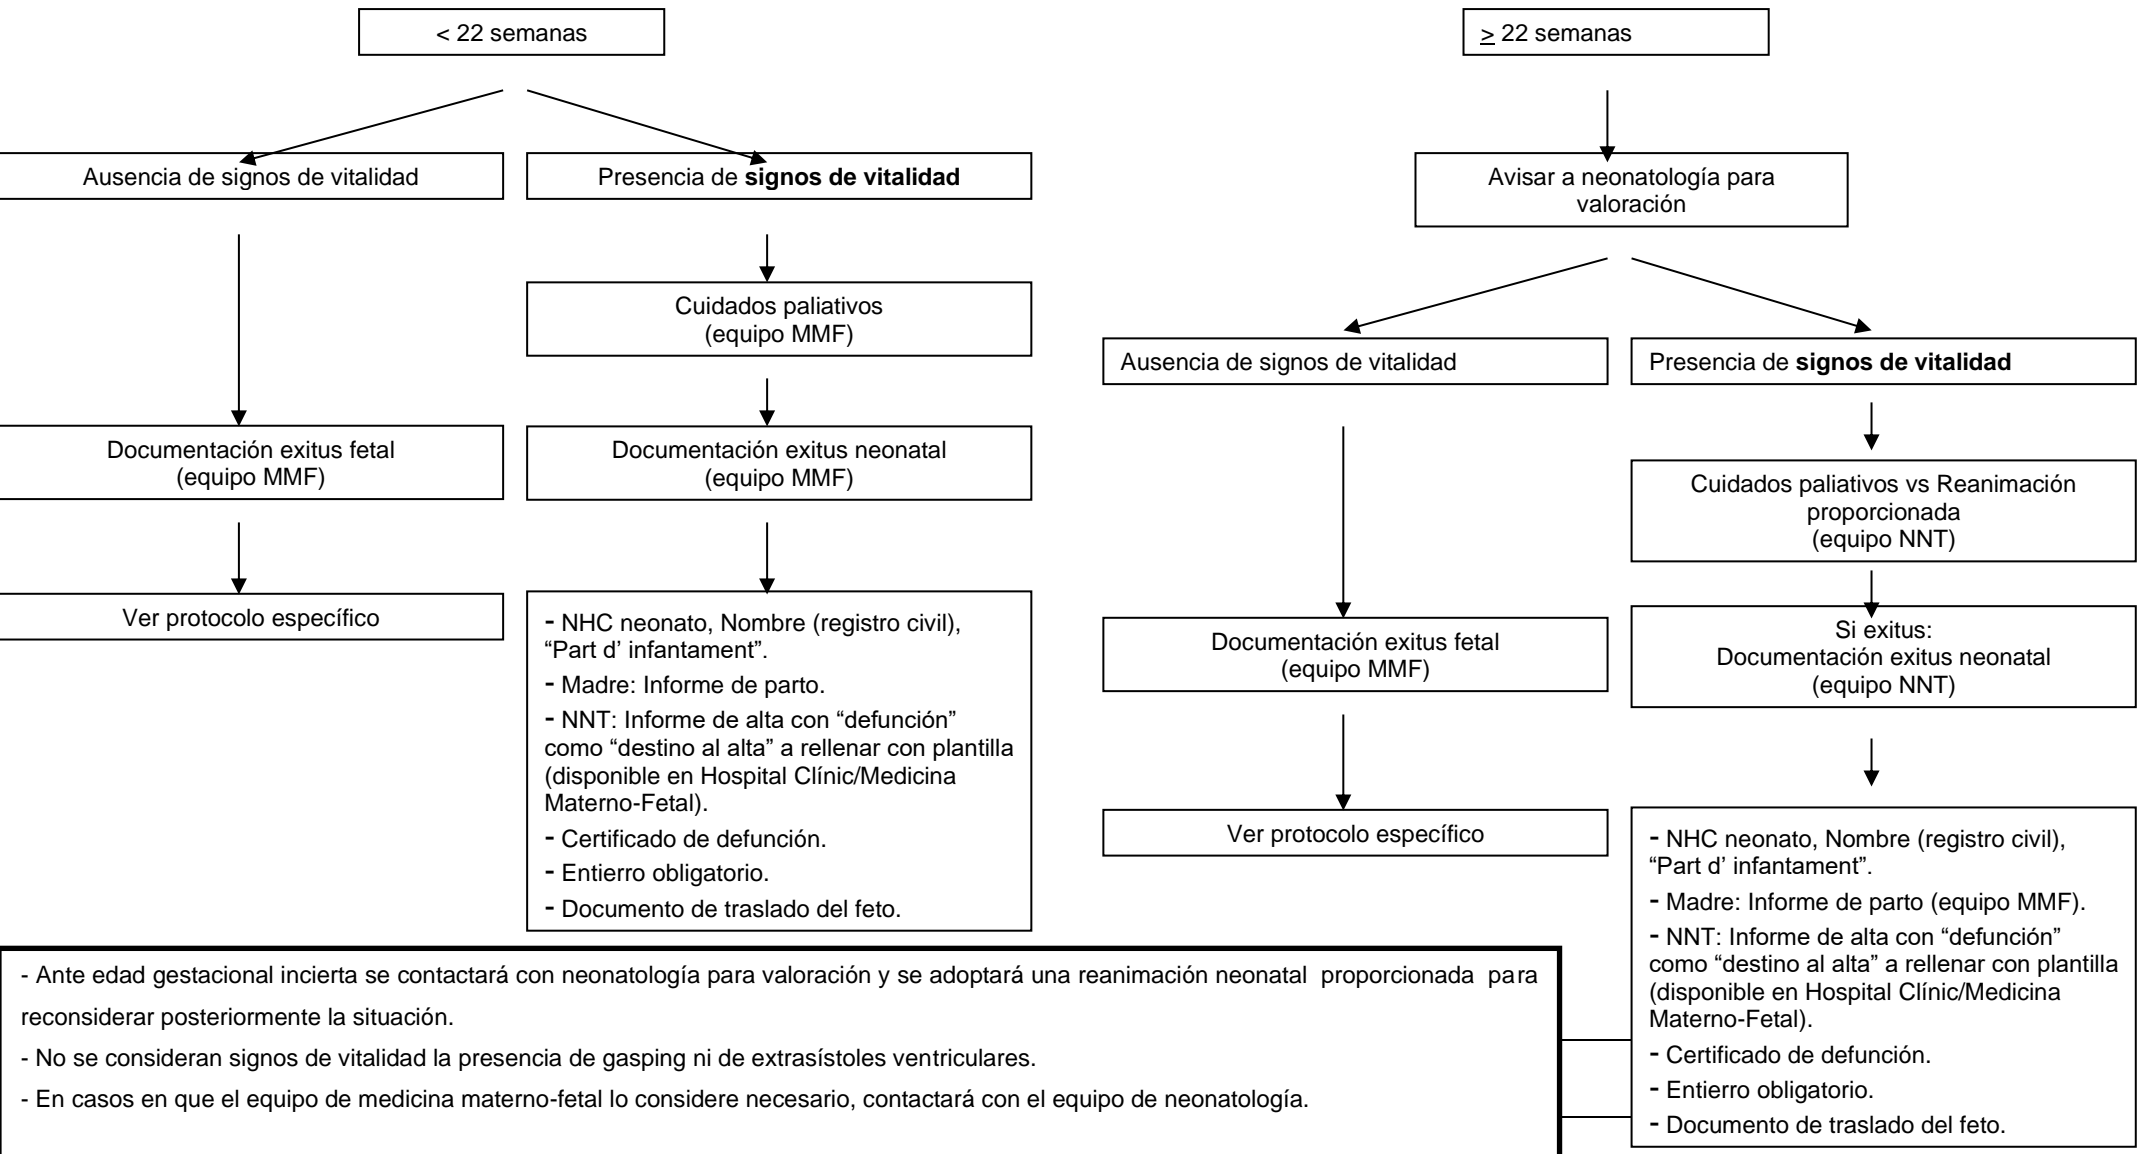 < 22 semanas
Ausencia de signos de vitalidad
Presencia de signos de vitalidad
Cuidados paliativos
(equipo MMF)
Documentación exitus fetal
(equipo MMF)
Documentación exitus neonatal
(equipo MMF)
Ver protocolo específico
- NHC neonato, Nombre (registro civil),
“Part d’ infantament”.
- Madre: Informe de parto.
- NNT: Informe de alta con “defunción”
como “destino al alta” a rellenar con plantilla
(disponible en Hospital Clínic/Medicina
Materno-Fetal).
- Certificado de defunción.
- Entierro obligatorio.
- Documento de traslado del feto.
≥ 22 semanas
Avisar a neonatología para
valoración
Ausencia de signos de vitalidad
Presencia de signos de vitalidad
Cuidados paliativos vs Reanimación
proporcionada
(equipo NNT)
Documentación exitus fetal
(equipo MMF)
Si exitus:
Documentación exitus neonatal
(equipo NNT)
Ver protocolo específico
- NHC neonato, Nombre (registro civil),
“Part d’ infantament”.
- Madre: Informe de parto (equipo MMF).
- NNT: Informe de alta con “defunción”
como “destino al alta” a rellenar con plantilla
(disponible en Hospital Clínic/Medicina
Materno-Fetal).
- Certificado de defunción.
- Entierro obligatorio.
- Documento de traslado del feto.
- Ante edad gestacional incierta se contactará con neonatología para valoración y se adoptará una reanimación neonatal proporcionada para
reconsiderar posteriormente la situación.
- No se consideran signos de vitalidad la presencia de gasping ni de extrasístoles ventriculares.
- En casos en que el equipo de medicina materno-fetal lo considere necesario, contactará con el equipo de neonatología.